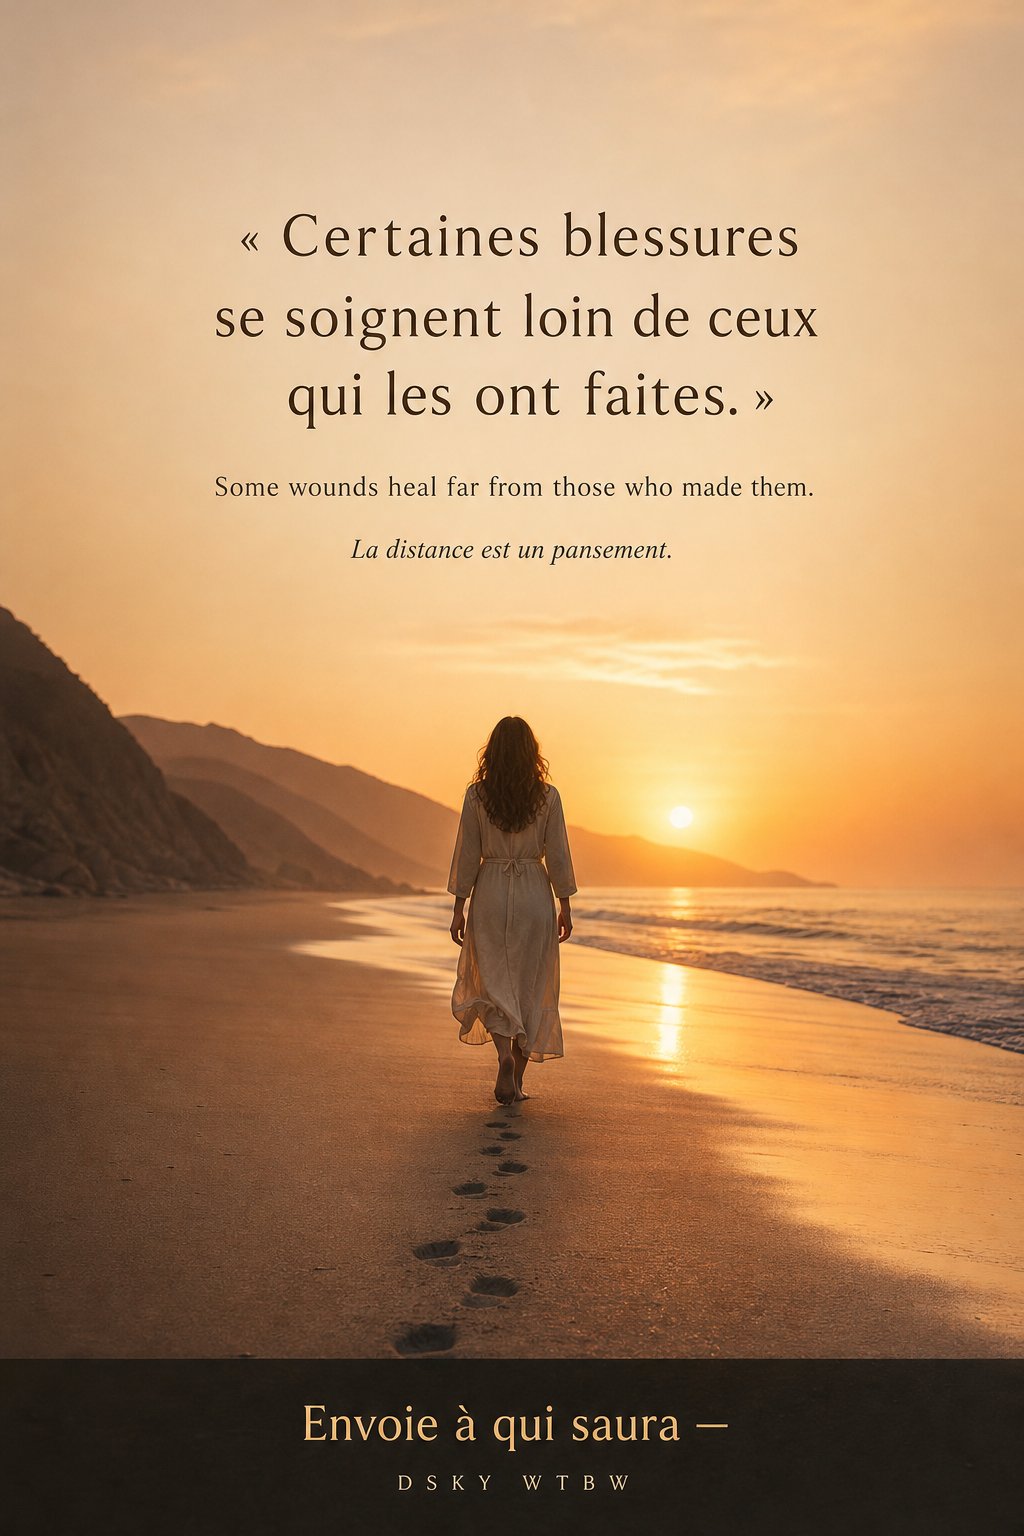 « Certaines blessures
se soignent loin de ceux
qui les ont faites. »
Some wounds heal far from those who made them.
La distance est un pansement.
Envoie à qui saura —
DSKY WTBW